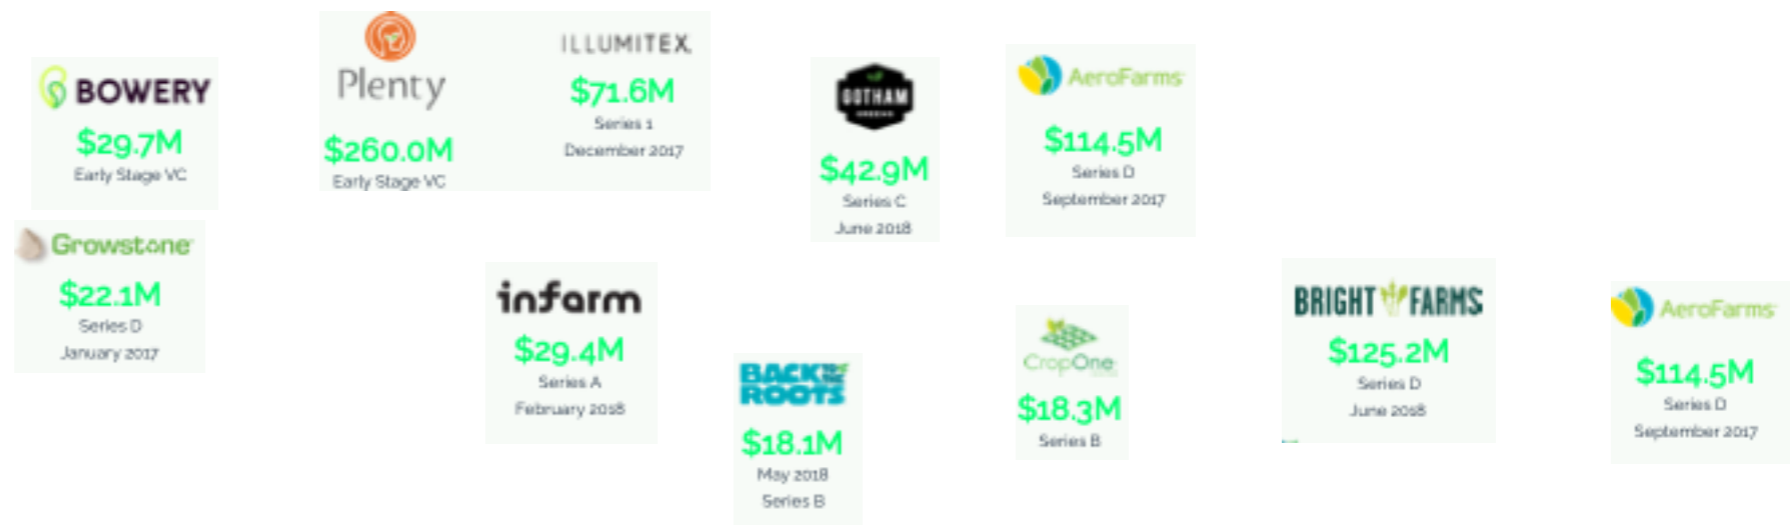 BOWERY
$29.7M
Early Stage VC
Plenty
$260.0M
Early Stage VC
ILLUMITEX
$71.6M
Series 1
December 2017
GOTHAM
GREENS
$42.9M
Series C
June 2018
AeroFarms
$114.5M
Series D
September 2017
Growstone
$22.1M
Series D
January 2017
infarm
$29.4M
Series A
February 2018
BACK TO THE
ROOTS
$18.1M
May 2018
Series B
CropOne
$18.3M
Series B
BRIGHT FARMS
$125.2M
Series D
June 2018
AeroFarms
$114.5M
Series D
September 2017